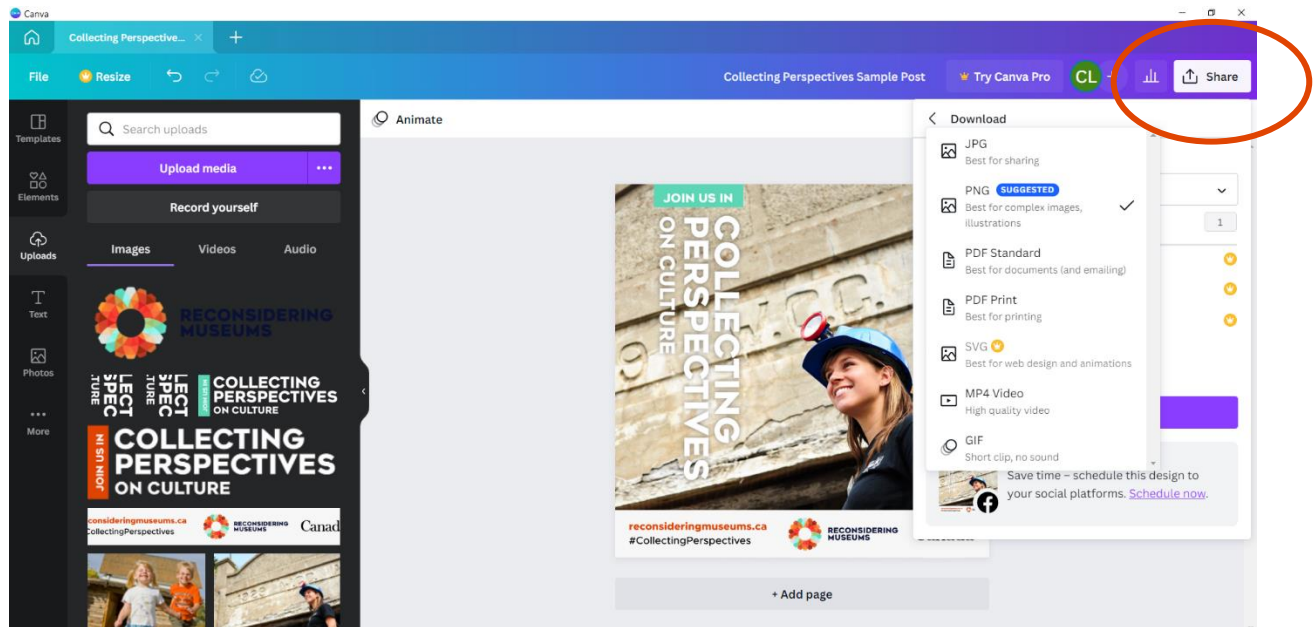 Canva
Collecting Perspective...
File
Resize
Collecting Perspectives Sample Post
Try Canva Pro
CL
Share
Templates
Elements
Uploads
Text
Photos
More
Search uploads
Upload media
Record yourself
Images
Videos
Audio
RECONSIDERING
MUSEUMS
JOIN US IN
COLLECTING
PERSPECTIVES
ON CULTURE
JOIN US IN
COLLECTING
PERSPECTIVES
ON CULTURE
reconsideringmuseums.ca
CollectingPerspectives
RECONSIDERING
MUSEUMS
Canad
Animate
JOIN US IN
COLLECTING
PERSPECTIVES
ON CULTURE
reconsideringmuseums.ca
#CollectingPerspectives
RECONSIDERING
MUSEUMS
+ Add page
Download
JPG
Best for sharing
PNG SUGGESTED
Best for complex images,
illustrations
PDF Standard
Best for documents (and emailing)
PDF Print
Best for printing
SVG
Best for web design and animations
MP4 Video
High quality video
GIF
Short clip, no sound
1
Save time – schedule this design to
your social platforms. Schedule now.